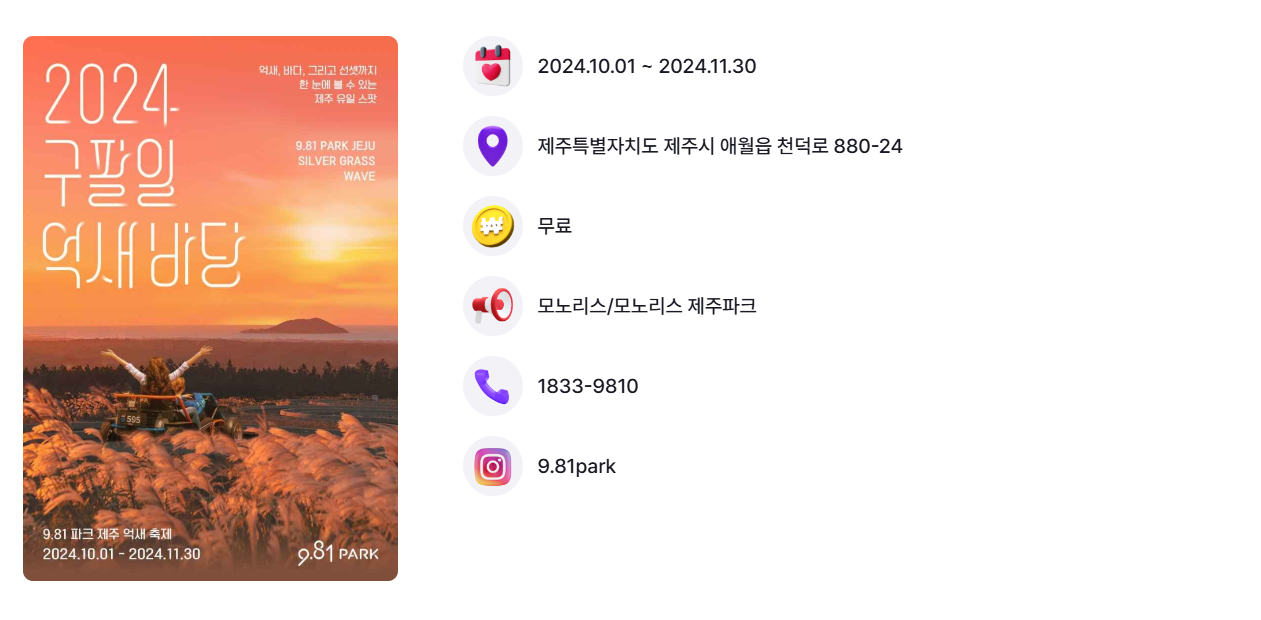 2024
구팔일
억새바당
억새, 바다, 그리고 선셋까지
한 눈에 볼 수 있는
제주 유일 스팟
9.81 PARK JEJU
SILVER GRASS
WAVE
595
9.81 파크 제주 억새 축제
2024.10.01 - 2024.11.30
9.81 PARK
2024.10.01 ~ 2024.11.30
제주특별자치도 제주시 애월읍 천덕로 880-24
₩
무료
모노리스/모노리스 제주파크
1833-9810
9.81park